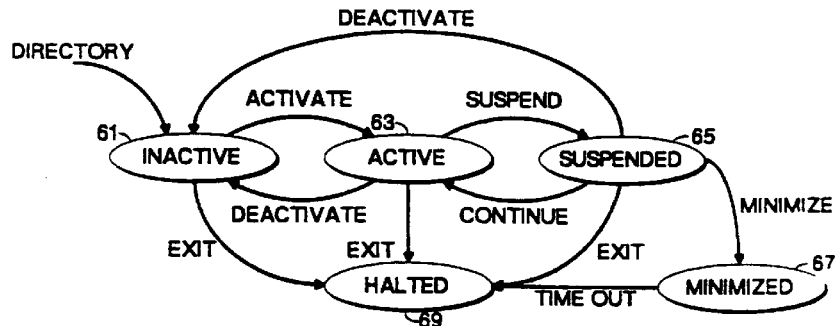 DEACTIVATE
DIRECTORY
ACTIVATE
SUSPEND
61
63
65
INACTIVE
ACTIVE
SUSPENDED
DEACTIVATE
CONTINUE
MINIMIZE
EXIT
EXIT
EXIT
67
HALTED
TIME OUT
MINIMIZED
69